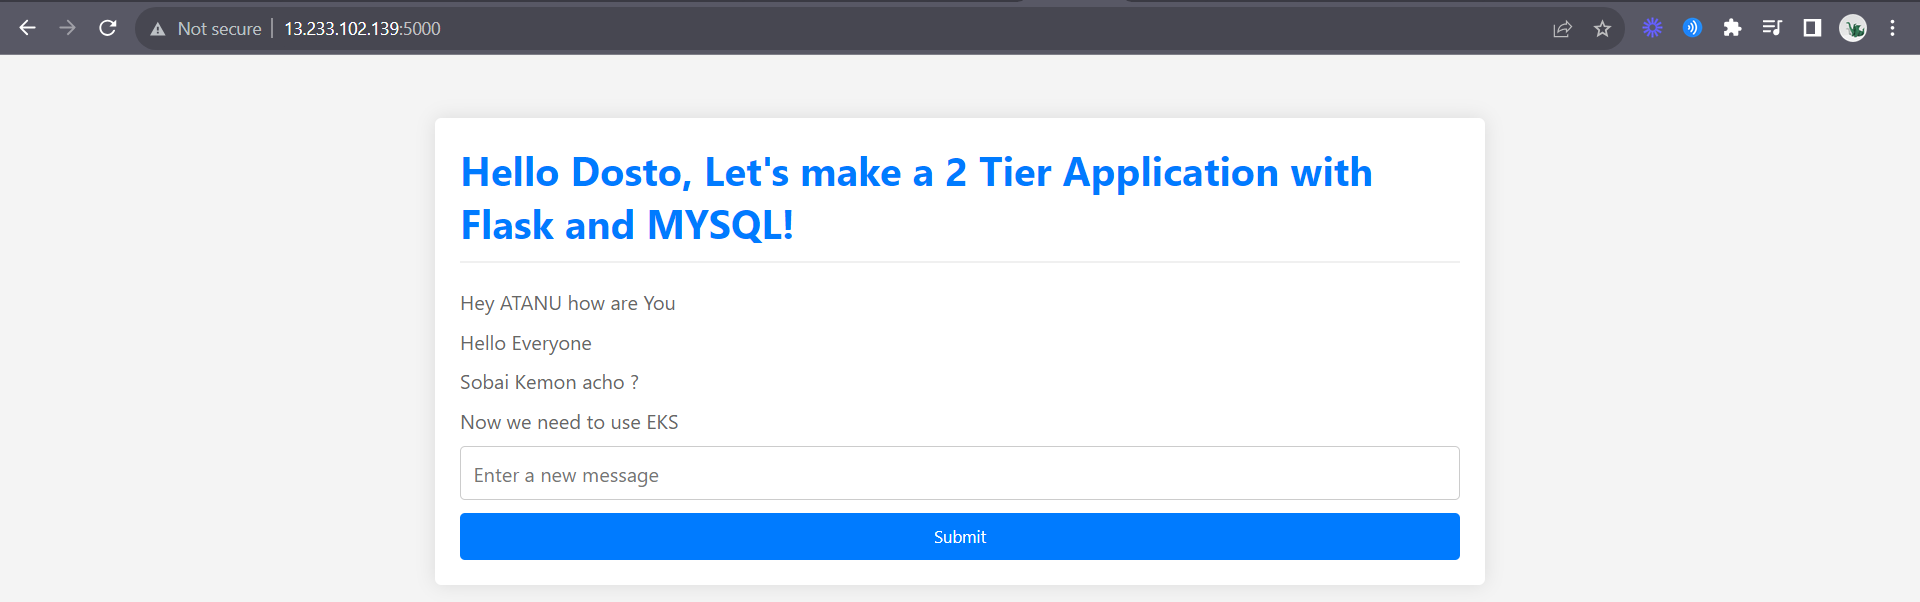 Not secure | 13.233.102.139:5000
Hello Dosto, Let's make a 2 Tier Application with
Flask and MYSQL!
Hey ATANU how are You
Hello Everyone
Sobai Kemon acho ?
Now we need to use EKS
Enter a new message
Submit